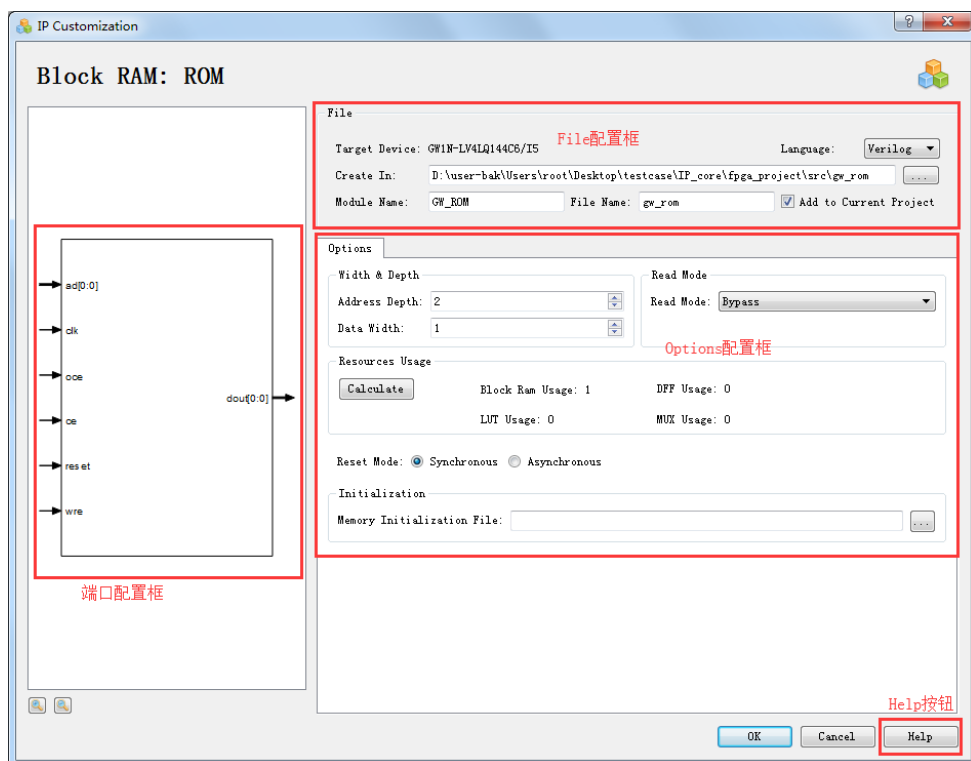 IP Customization
Block RAM: ROM
File
File配置框
Target Device: GW1N-LV4LQ144C6/I5
Language: Verilog
Create In: D:\user-bak\Users\root\Desktop\testcase\IP_core\fpga_project\src\gw_rom ...
Module Name: GW_ROM File Name: gw_rom Add to Current Project
Options
Width & Depth
Address Depth: 2
Data Width: 1
Read Mode
Read Mode: Bypass
Options配置框
Resources Usage
Calculate Block Ram Usage: 1 DFF Usage: 0
LUT Usage: 0 MUX Usage: 0
Reset Mode: Synchronous Asynchronous
Initialization
Memory Initialization File: ...
ad[0:0]
clk
oce
dout[0:0]
ce
reset
wre
端口配置框
Help按钮
OK Cancel Help